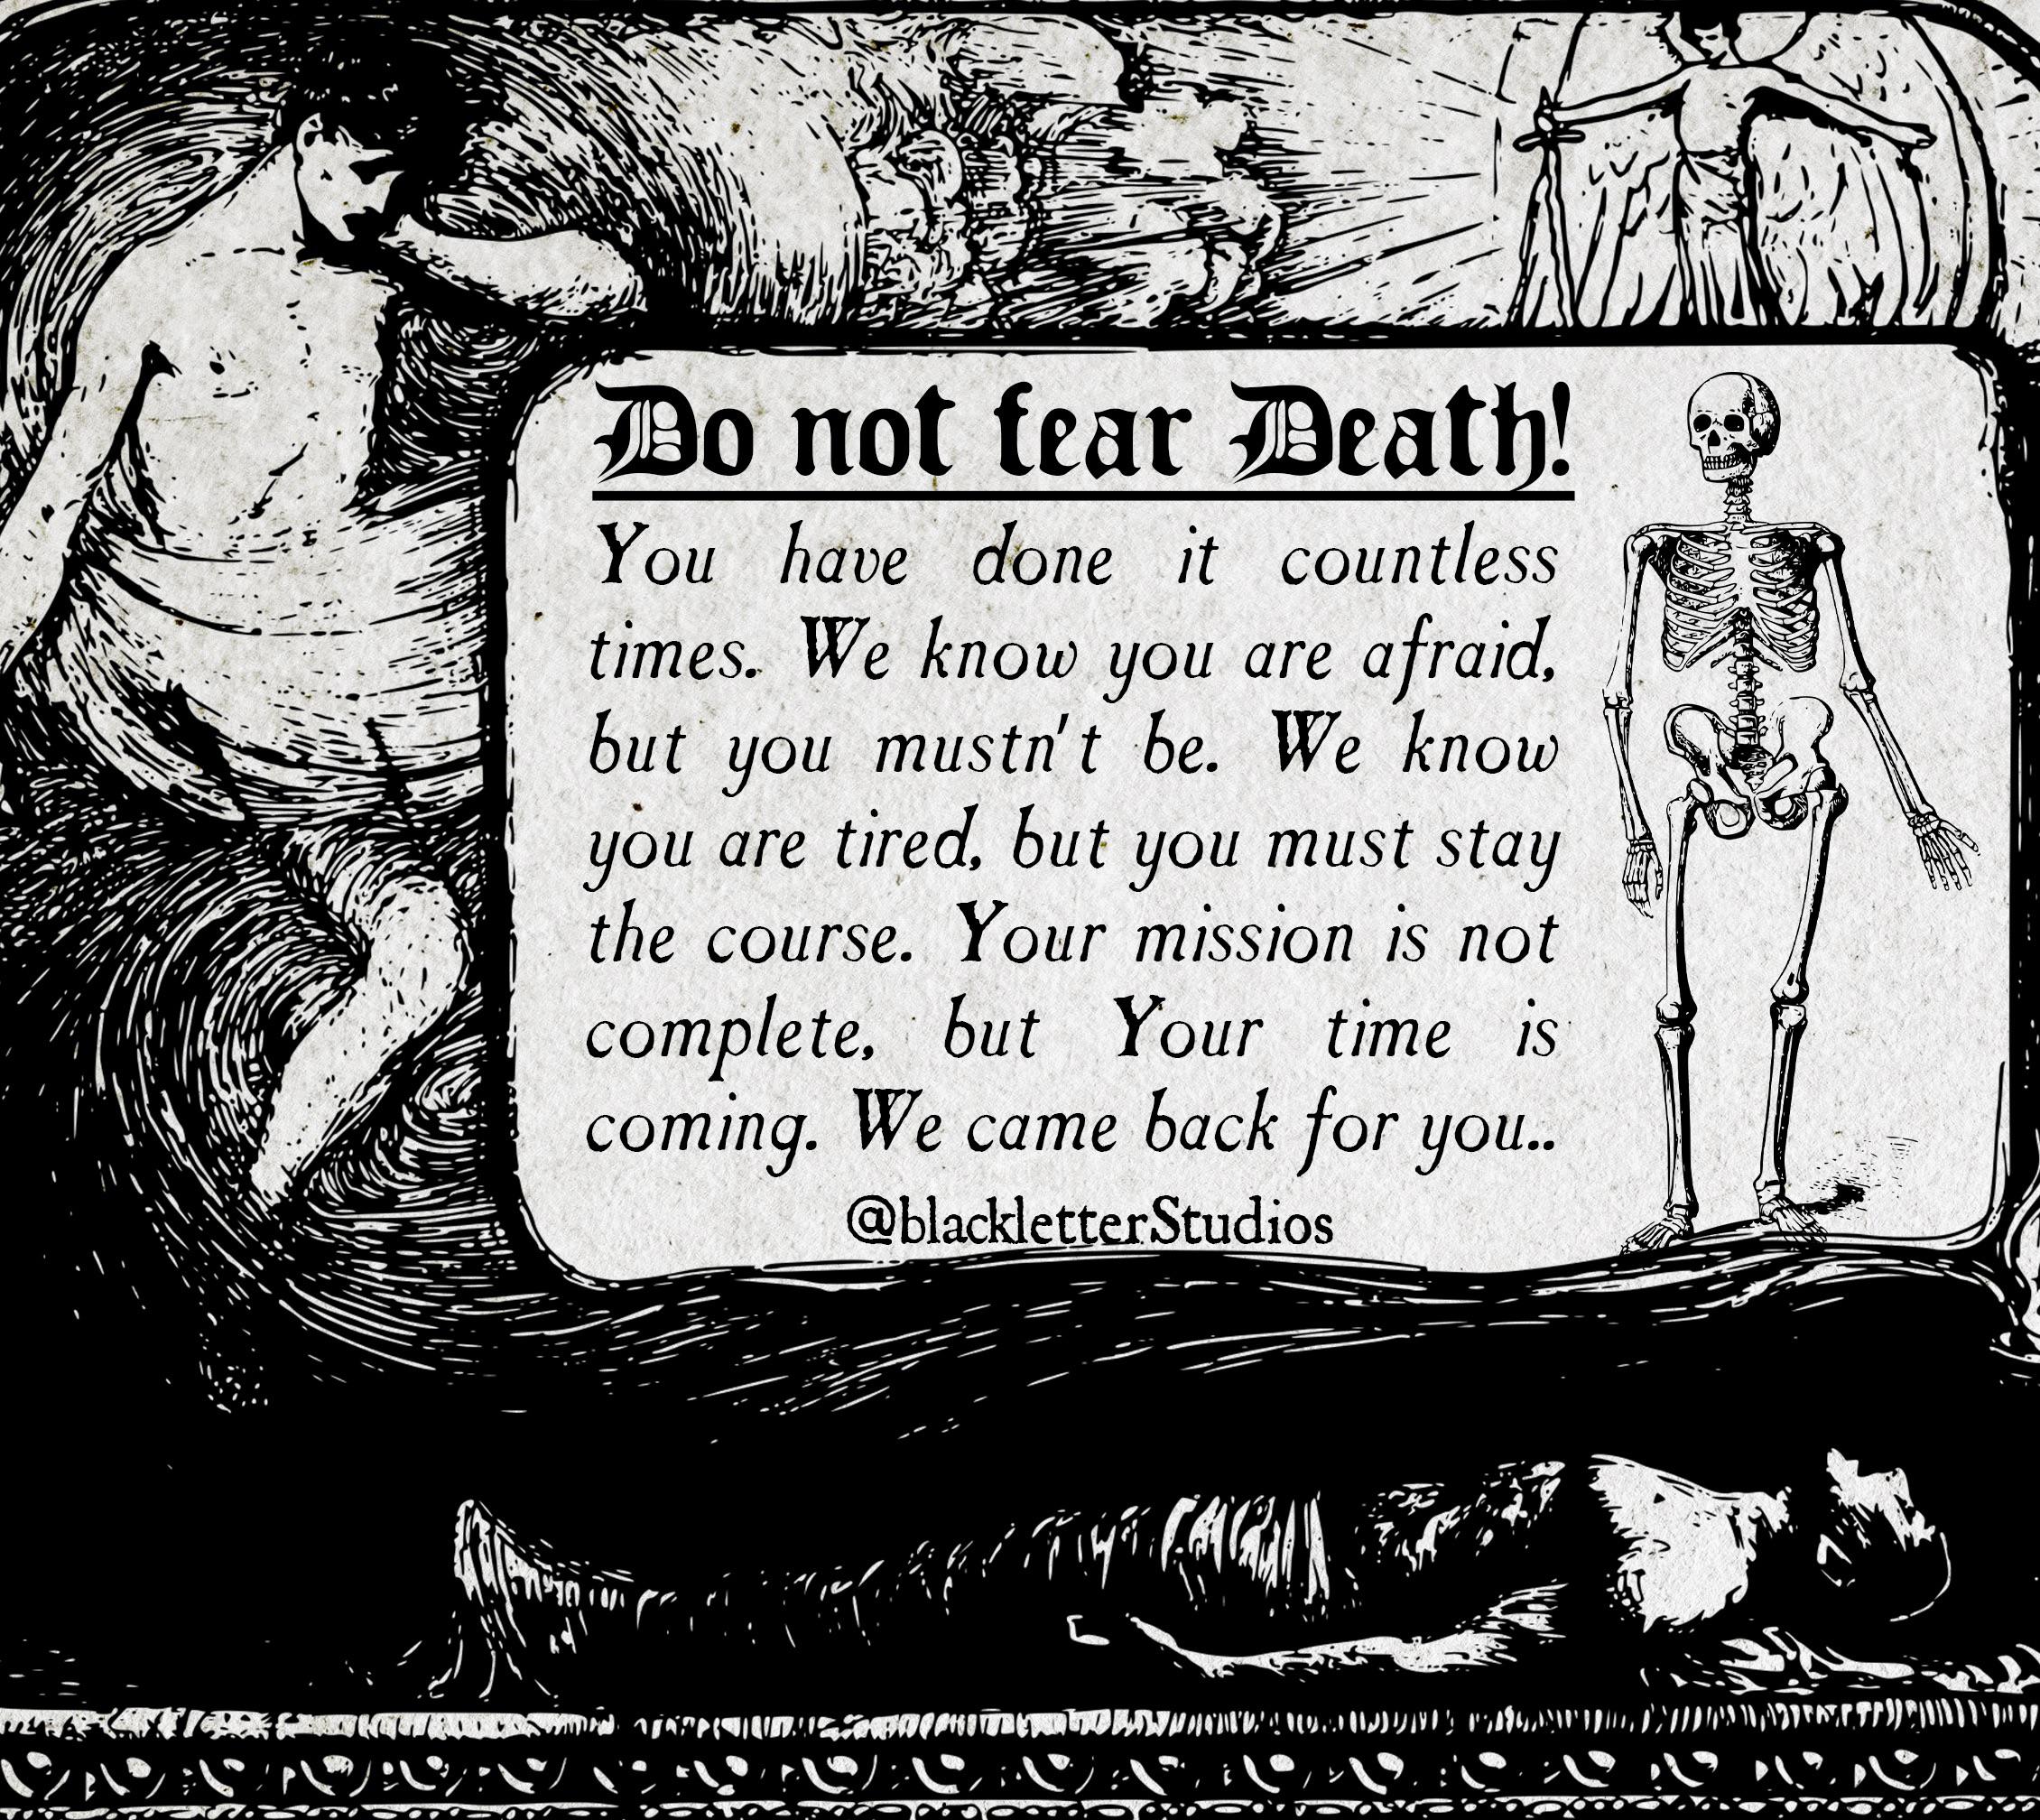 Do not fear Death!
You have done it countless
times. We know you are afraid,
but you mustn't be. We know
you are tired, but you must stay
the course. Your mission is not
complete, but Your time is
coming. We came back for you..
@blackletterStudios